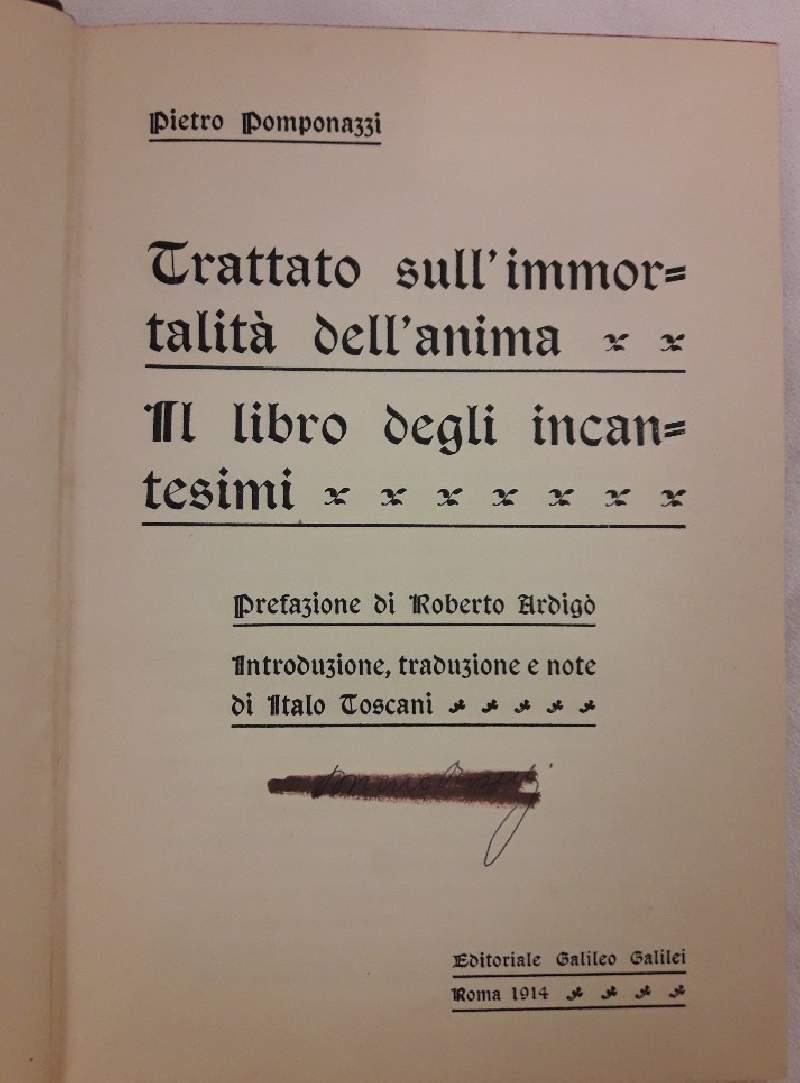 Pietro Pomponazzi
Trattato sull'immor=
talità dell'anima
Il libro degli incan=
tesimi
Prefazione di Roberto Ardigò
Introduzione, traduzione e note
di Italo Toscani
Editoriale Galileo Galilei
Roma 1914